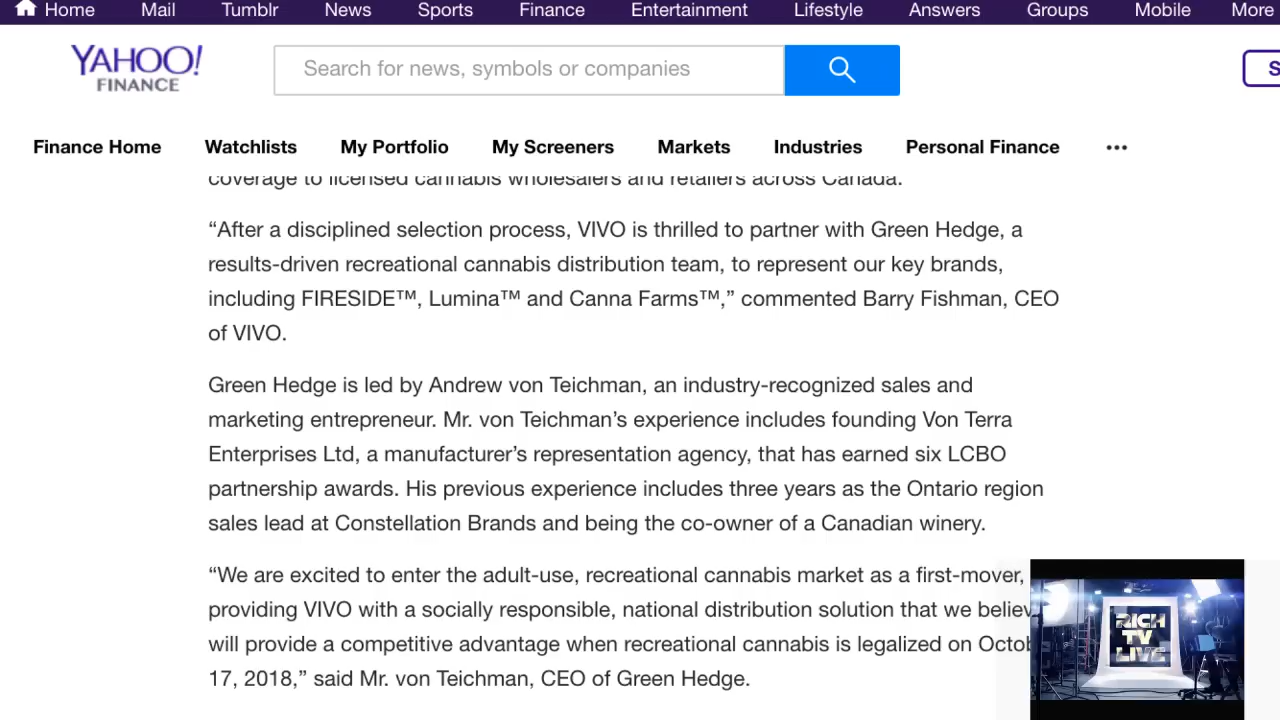 Home Mail Tumblr News Sports Finance Entertainment Lifestyle Answers Groups Mobile More
YAHOO!
FINANCE
Search for news, symbols or companies
S
Finance Home Watchlists My Portfolio My Screeners Markets Industries Personal Finance •••
coverage to licensed cannabis wholesalers and retailers across Canada.
“After a disciplined selection process, VIVO is thrilled to partner with Green Hedge, a
results-driven recreational cannabis distribution team, to represent our key brands,
including FIRESIDE™, Lumina™ and Canna Farms™,” commented Barry Fishman, CEO
of VIVO.
Green Hedge is led by Andrew von Teichman, an industry-recognized sales and
marketing entrepreneur. Mr. von Teichman’s experience includes founding Von Terra
Enterprises Ltd, a manufacturer’s representation agency, that has earned six LCBO
partnership awards. His previous experience includes three years as the Ontario region
sales lead at Constellation Brands and being the co-owner of a Canadian winery.
“We are excited to enter the adult-use, recreational cannabis market as a first-mover,
providing VIVO with a socially responsible, national distribution solution that we believ
will provide a competitive advantage when recreational cannabis is legalized on Octob
17, 2018,” said Mr. von Teichman, CEO of Green Hedge.
RICH
TV
LIVE